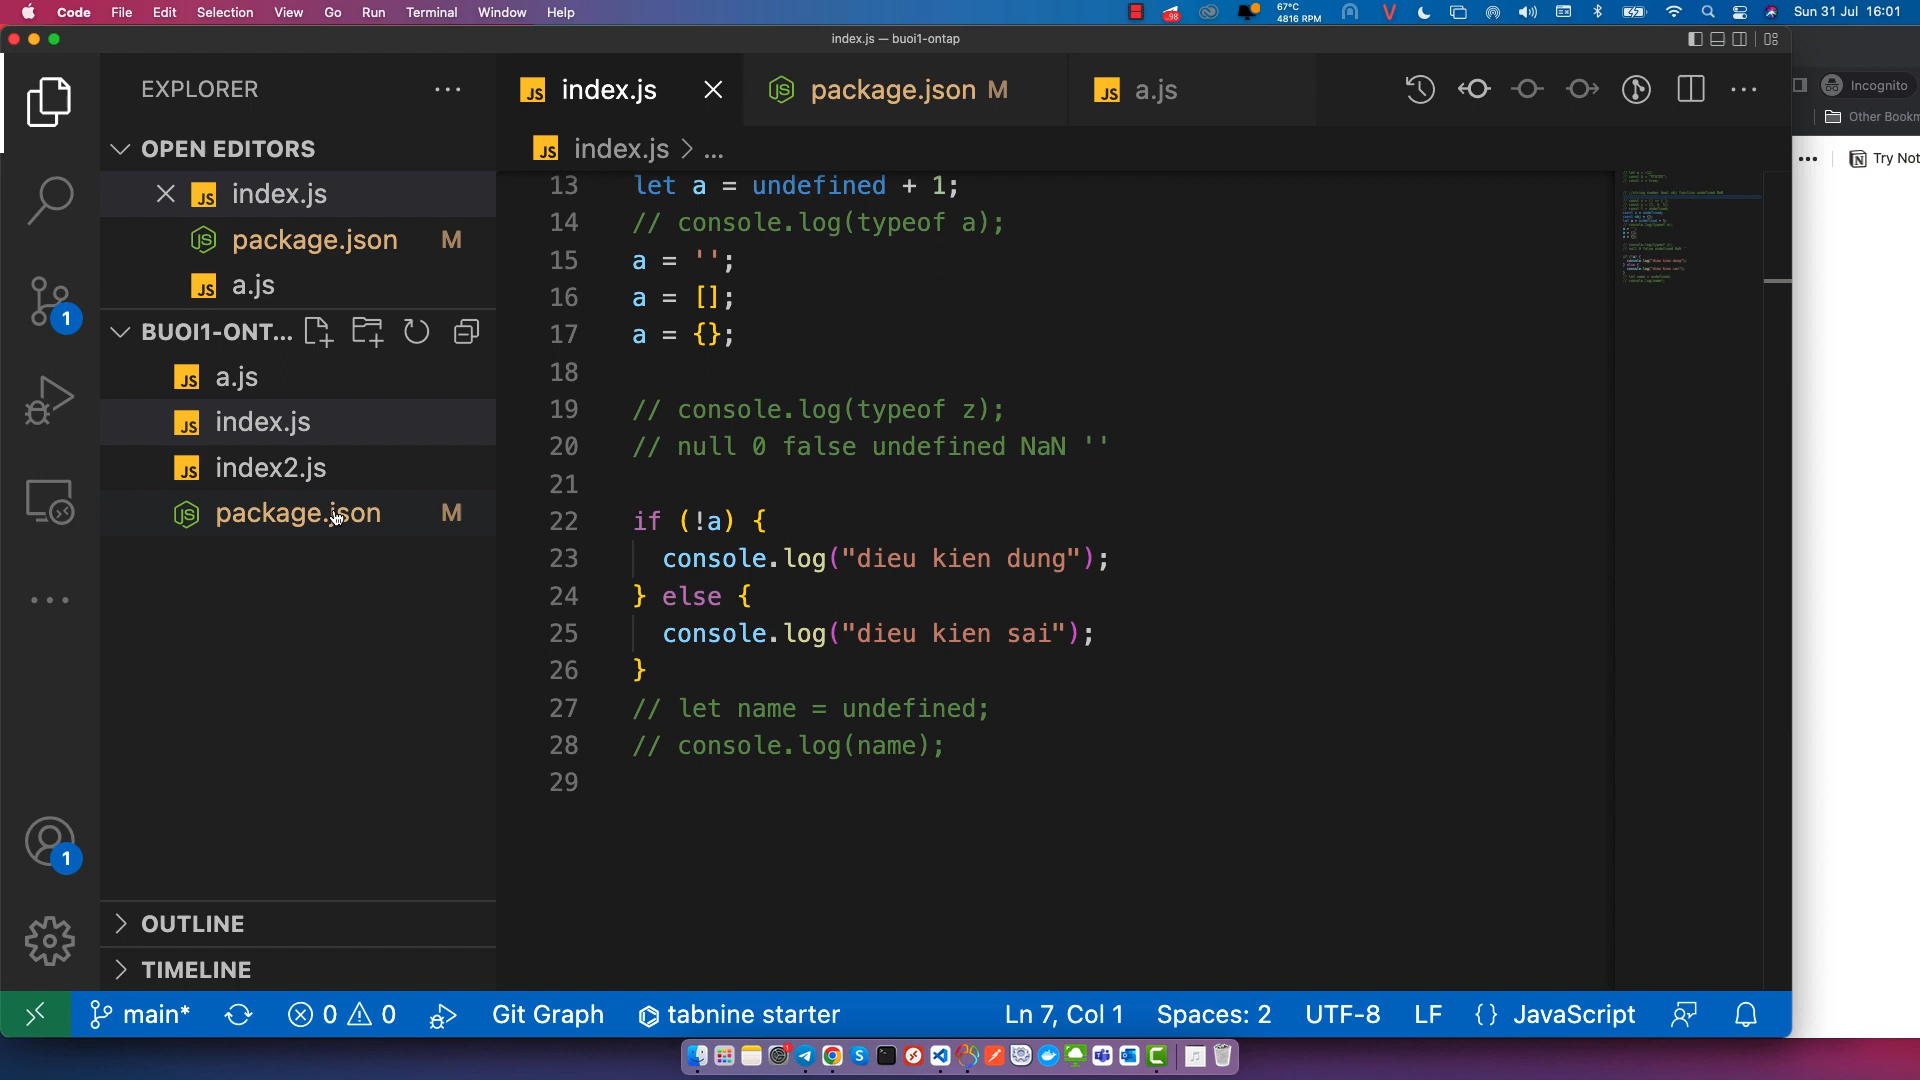 Code File Edit Selection View Go Run Terminal Window Help
.98
67°C
4816 RPM
Sun 31 Jul 16:01
index.js — buoi1-ontap
Incognito
Other Bookm
Try Not
EXPLORER
OPEN EDITORS
index.js
package.json M
a.js
BUOI1-ONT...
a.js
index.js
index2.js
package.json M
OUTLINE
TIMELINE
1
1
index.js
package.json M
a.js
index.js > ...
13 let a = undefined + 1;
14 // console.log(typeof a);
15 a = '';
16 a = [];
17 a = {};
18
19 // console.log(typeof z);
20 // null 0 false undefined NaN ''
21
22 if (!a) {
23 console.log("dieu kien dung");
24 } else {
25 console.log("dieu kien sai");
26 }
27 // let name = undefined;
28 // console.log(name);
29
main* 0 0 Git Graph tabnine starter Ln 7, Col 1 Spaces: 2 UTF-8 LF {} JavaScript